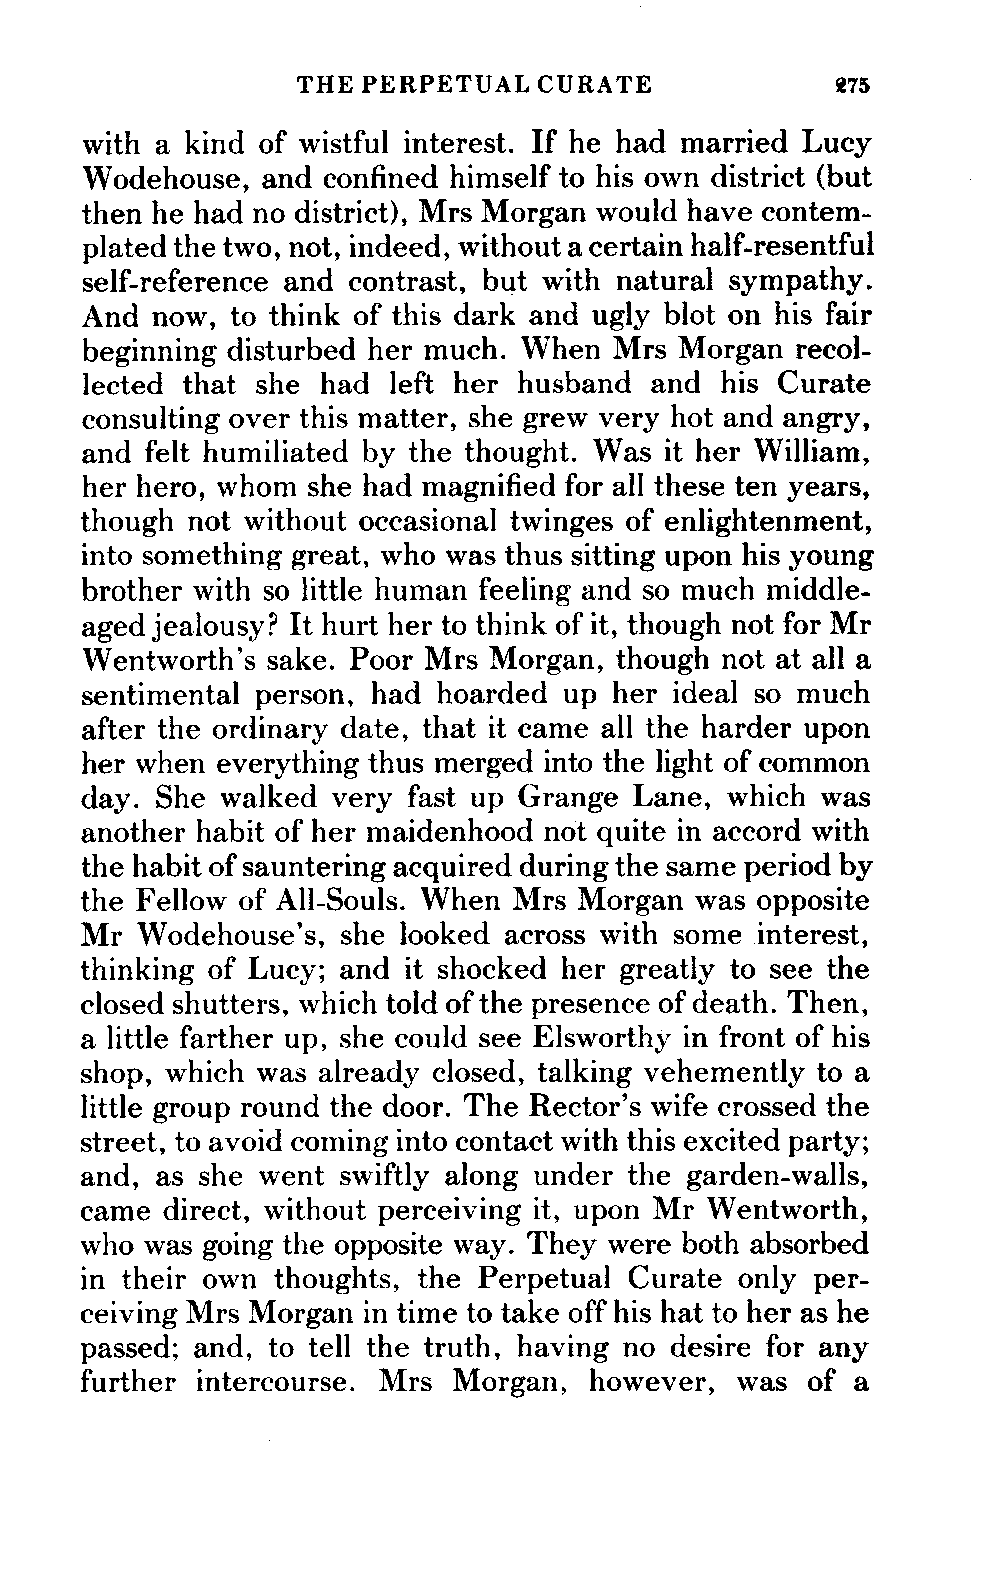 THE PERPETUAL CURATE 275
with a kind of wistful interest. If he had married Lucy
Wodehouse, and confined himself to his own district (but
then he had no district), Mrs Morgan would have contem-
plated the two, not, indeed, without a certain half-resentful
self-reference and contrast, but with natural sympathy.
And now, to think of this dark and ugly blot on his fair
beginning disturbed her much. When Mrs Morgan recol-
lected that she had left her husband and his Curate
consulting over this matter, she grew very hot and angry,
and felt humiliated by the thought. Was it her William,
her hero, whom she had magnified for all these ten years,
though not without occasional twinges of enlightenment,
into something great, who was thus sitting upon his young
brother with so little human feeling and so much middle-
aged jealousy? It hurt her to think of it, though not for Mr
Wentworth's sake. Poor Mrs Morgan, though not at all a
sentimental person, had hoarded up her ideal so much
after the ordinary date, that it came all the harder upon
her when everything thus merged into the light of common
day. She walked very fast up Grange Lane, which was
another habit of her maidenhood not quite in accord with
the habit of sauntering acquired during the same period by
the Fellow of All-Souls. When Mrs Morgan was opposite
Mr Wodehouse's, she looked across with some interest,
thinking of Lucy; and it shocked her greatly to see the
closed shutters, which told of the presence of death. Then,
a little farther up, she could see Elsworthy in front of his
shop, which was already closed, talking vehemently to a
little group round the door. The Rector's wife crossed the
street, to avoid coming into contact with this excited party;
and, as she went swiftly along under the garden-walls,
came direct, without perceiving it, upon Mr Wentworth,
who was going the opposite way. They were both absorbed
in their own thoughts, the Perpetual Curate only per-
ceiving Mrs Morgan in time to take off his hat to her as he
passed; and, to tell the truth, having no desire for any
further intercourse. Mrs Morgan, however, was of a